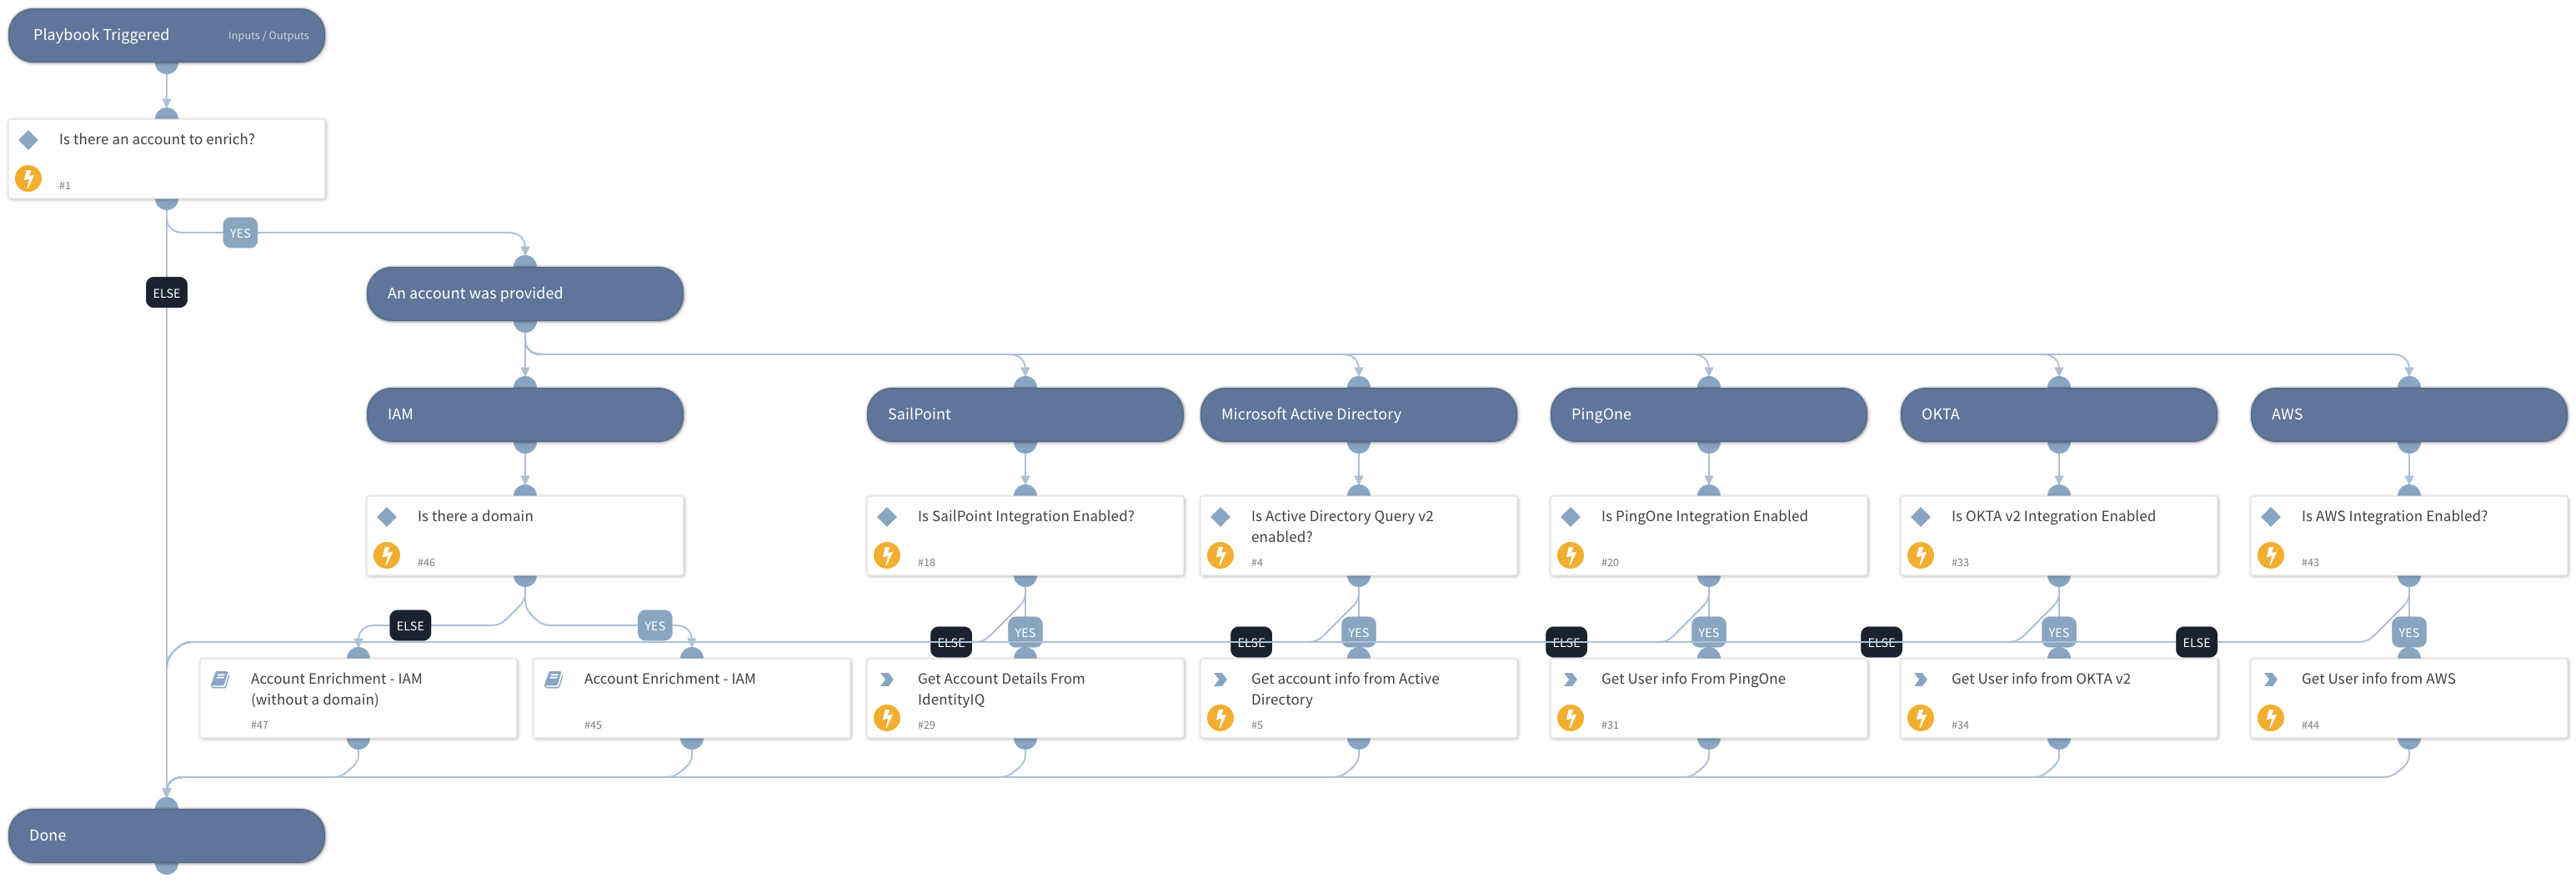 Playbook Triggered
Inputs / Outputs
Is there an account to enrich?
#1
YES
ELSE
An account was provided
IAM
SailPoint
Microsoft Active Directory
PingOne
OKTA
AWS
Is there a domain
#46
Is SailPoint Integration Enabled?
#18
Is Active Directory Query v2
enabled?
#4
Is PingOne Integration Enabled
#20
Is OKTA v2 Integration Enabled
#33
Is AWS Integration Enabled?
#43
ELSE
YES
ELSE
YES
ELSE
YES
ELSE
YES
ELSE
YES
ELSE
YES
Account Enrichment - IAM
(without a domain)
#47
Account Enrichment - IAM
#45
Get Account Details From
IdentityIQ
#29
Get account info from Active
Directory
#5
Get User info From PingOne
#31
Get User info from OKTA v2
#34
Get User info from AWS
#44
Done